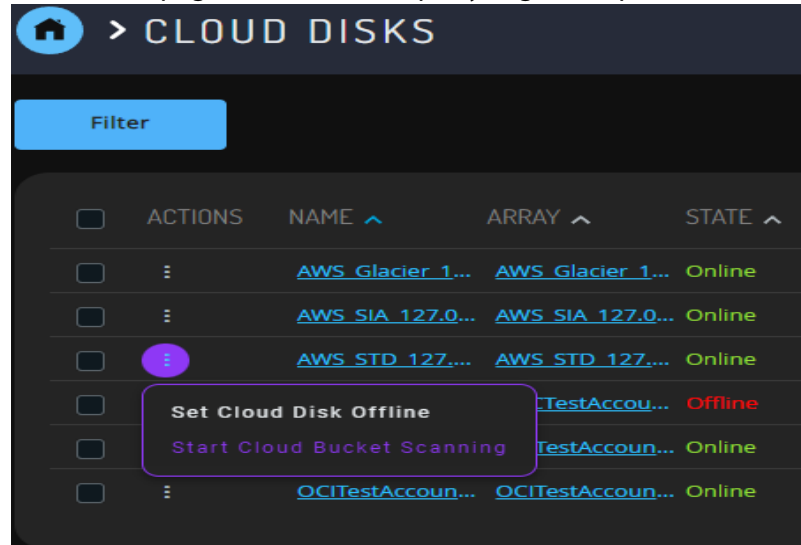 > CLOUD DISKS
Filter
ACTIONS NAME ARRAY STATE
AWS_Glacier_1... AWS_Glacier_1... Online
AWS_SIA_127.0... AWS_SIA_127.0... Online
AWS_STD_127.... AWS_STD_127.... Online
Set Cloud Disk Offline
TestAccou... Offline
Start Cloud Bucket Scanning
TestAccoun... Online
OCITestAccoun... OCITestAccoun... Online